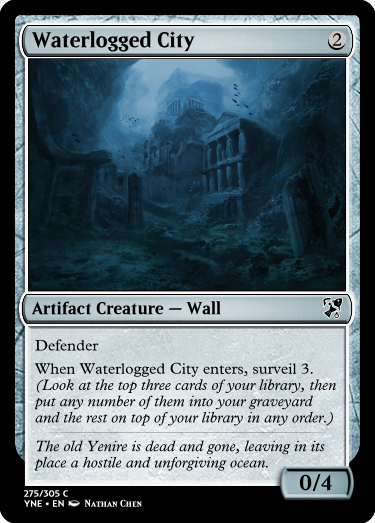 Waterlogged City 2
Artifact Creature — Wall
Defender
When Waterlogged City enters, surveil 3.
(Look at the top three cards of your library, then
put any number of them into your graveyard
and the rest on top of your library in any order.)
The old Yenire is dead and gone, leaving in its
place a hostile and unforgiving ocean.
0/4
275/305 C
YNE • EN Nathan Chen